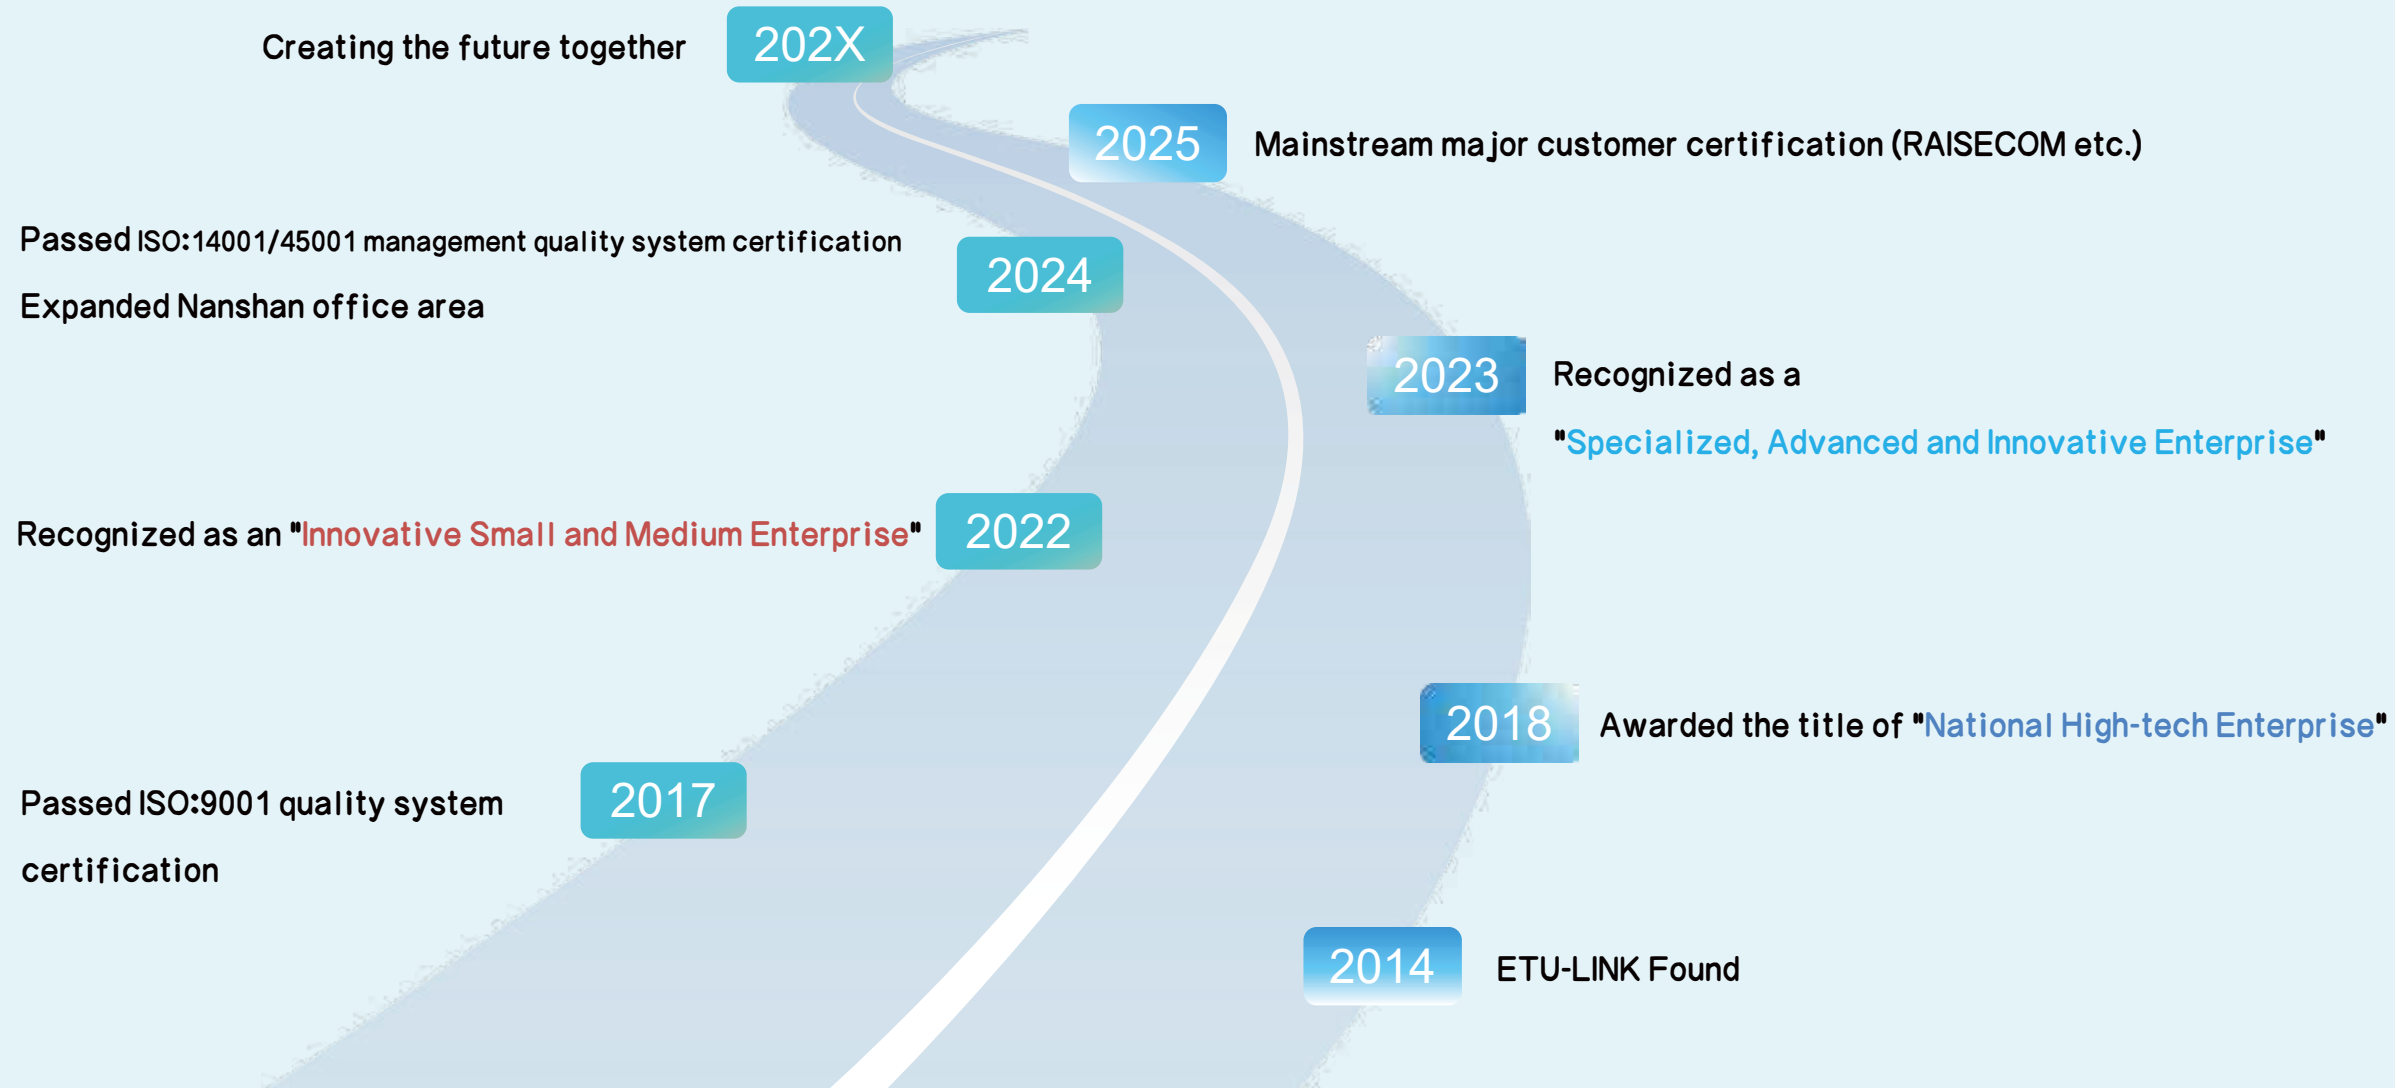 Creating the future together
202X
2025
Mainstream major customer certification (RAISECOM etc.)
Passed ISO:14001/45001 management quality system certification
Expanded Nanshan office area
2024
2023
Recognized as a
"Specialized, Advanced and Innovative Enterprise"
Recognized as an "Innovative Small and Medium Enterprise"
2022
2018
Awarded the title of "National High-tech Enterprise"
Passed ISO:9001 quality system
certification
2017
2014
ETU-LINK Found